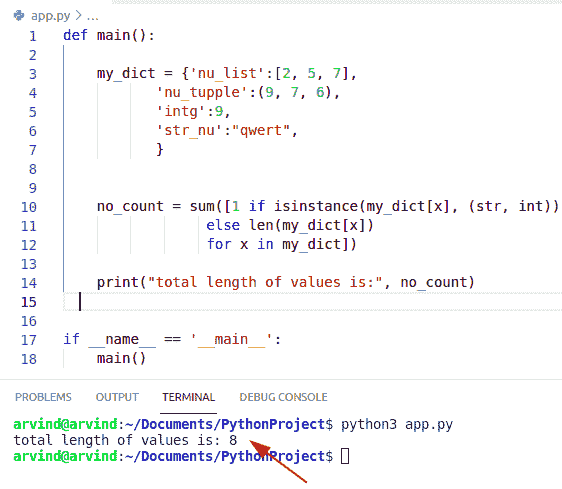 app.py > ...
1 def main():
2
3 my_dict = {'nu_list':[2, 5, 7],
4 'nu_tupple':(9, 7, 6),
5 'intg':9,
6 'str_nu':"qwert",
7 }
8
9
10 no_count = sum([1 if isinstance(my_dict[x], (str, int))
11 else len(my_dict[x])
12 for x in my_dict])
13
14 print("total length of values is:", no_count)
15
16
17 if __name__ == '__main__':
18 main()
PROBLEMS OUTPUT TERMINAL DEBUG CONSOLE
arvind@arvind:~/Documents/PythonProject$ python3 app.py
total length of values is: 8
arvind@arvind:~/Documents/PythonProject$